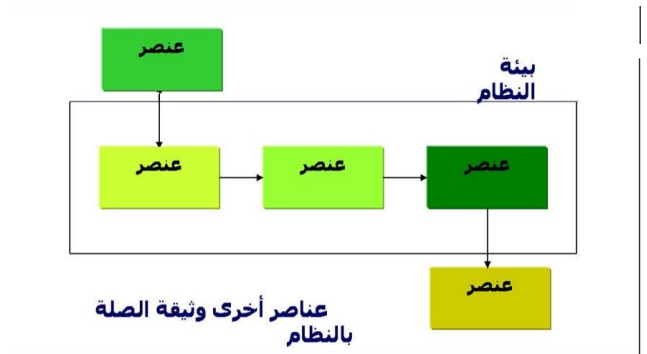 عنصر
بيئة
النظام
عنصر
عنصر
عنصر
عنصر
عناصر أخرى وثيقة الصلة
بالنظام